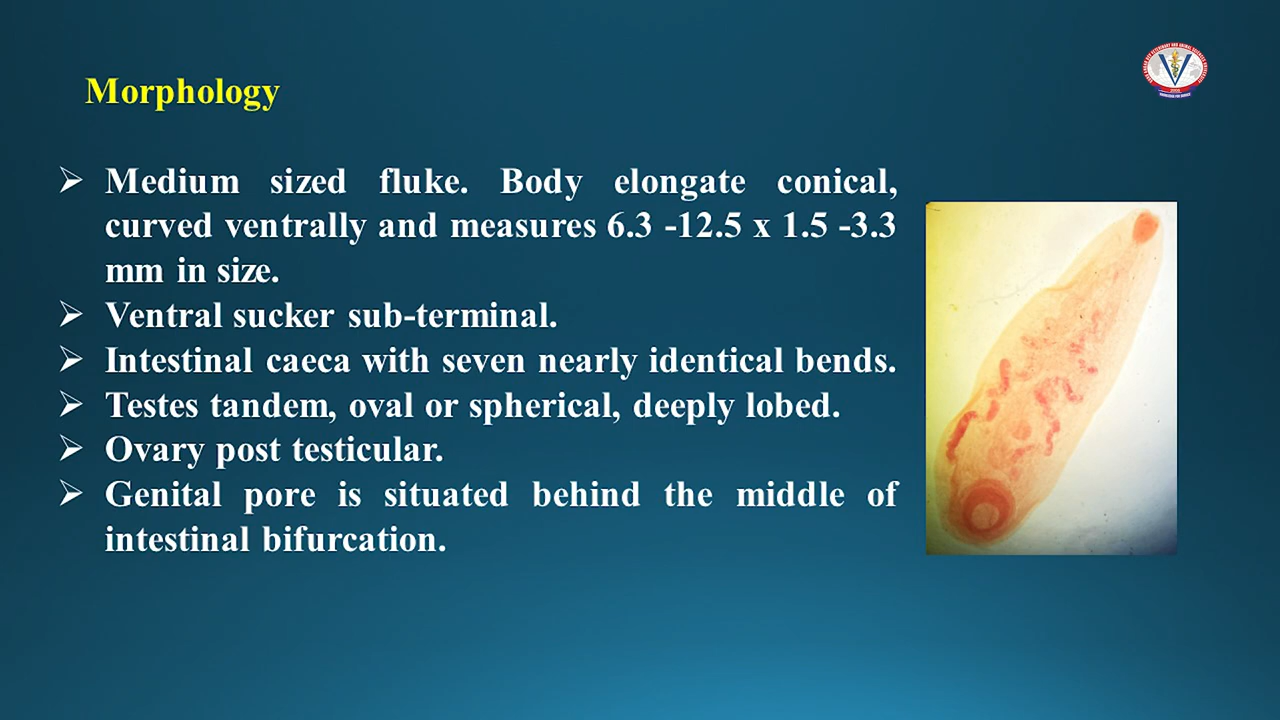 Morphology
➢ Medium sized fluke. Body elongate conical,
curved ventrally and measures 6.3 -12.5 x 1.5 -3.3
mm in size.
➢ Ventral sucker sub-terminal.
➢ Intestinal caeca with seven nearly identical bends.
➢ Testes tandem, oval or spherical, deeply lobed.
➢ Ovary post testicular.
➢ Genital pore is situated behind the middle of
intestinal bifurcation.